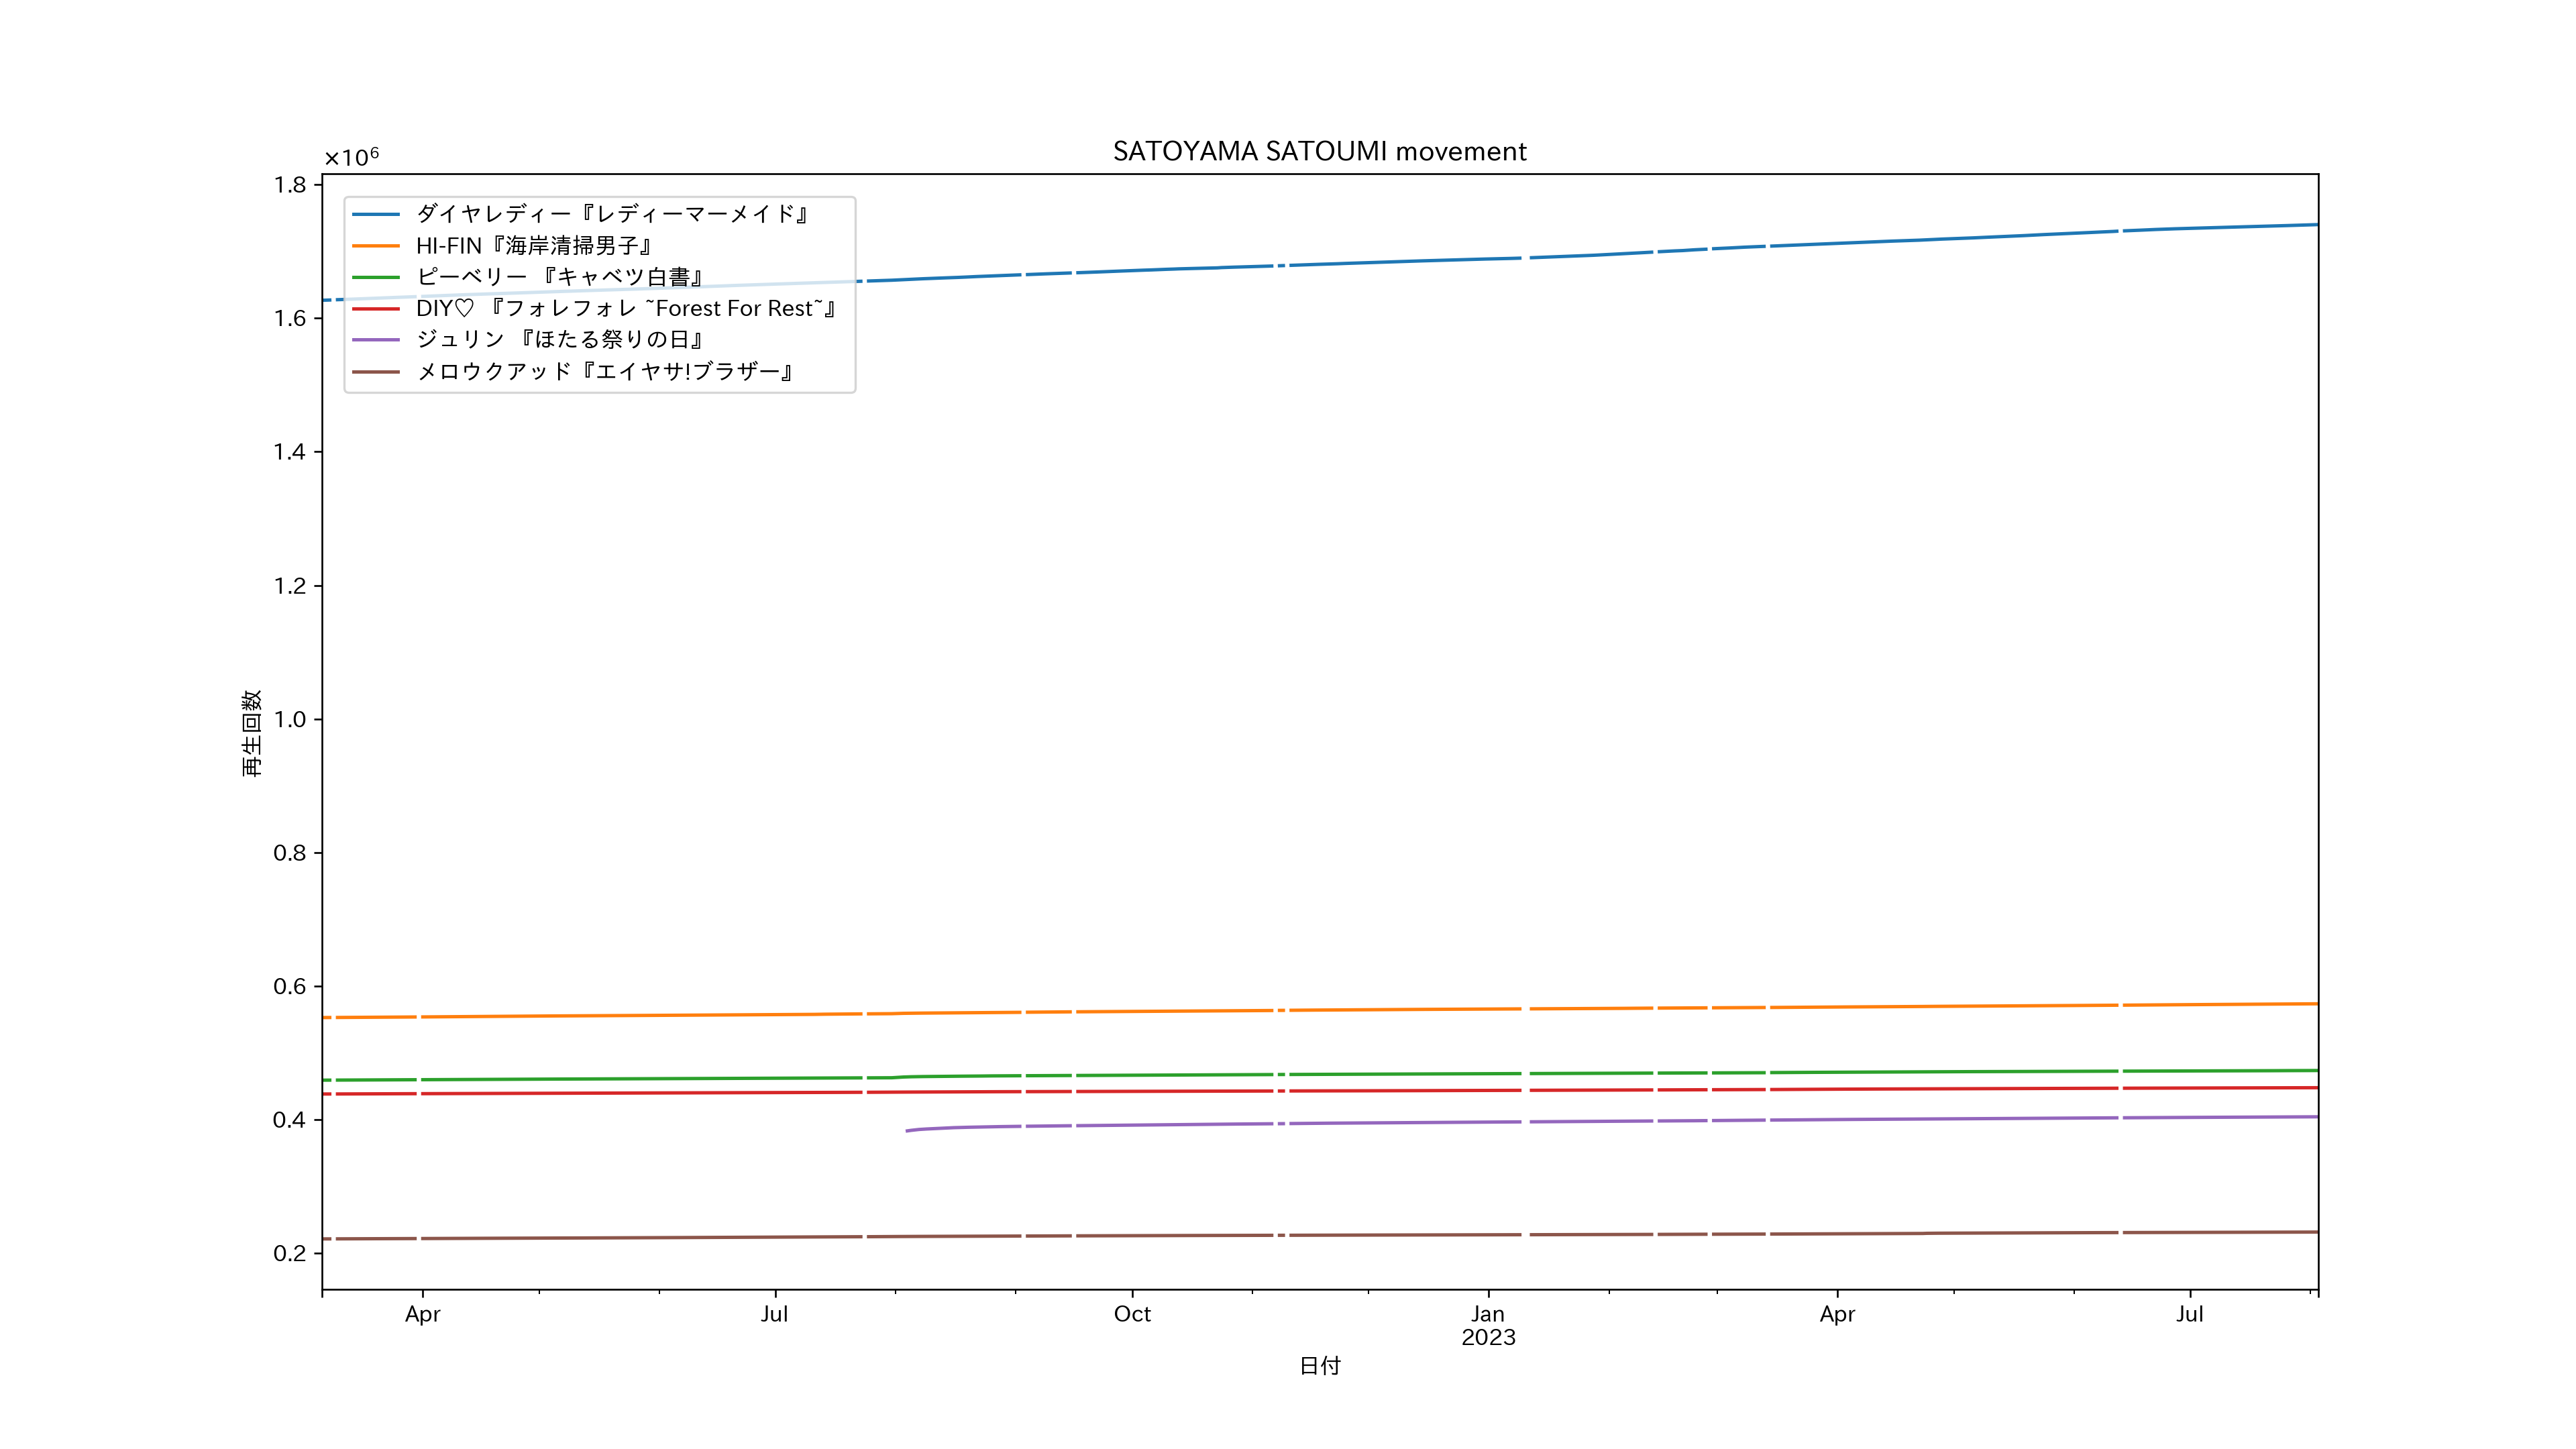 SATOYAMA SATOUMI movement
×10⁶
1.8
1.6
1.4
1.2
1.0
0.8
0.6
0.4
0.2
再生回数
ダイヤレディー『レディーマーメイド』
HI-FIN『海岸清掃男子』
ピーベリー 『キャベツ白書』
DIY♡ 『フォレフォレ ~Forest For Rest~』
ジュリン 『ほたる祭りの日』
メロウクアッド『エイヤサ!ブラザー』
Apr
Jul
Oct
Jan
2023
Apr
Jul
日付